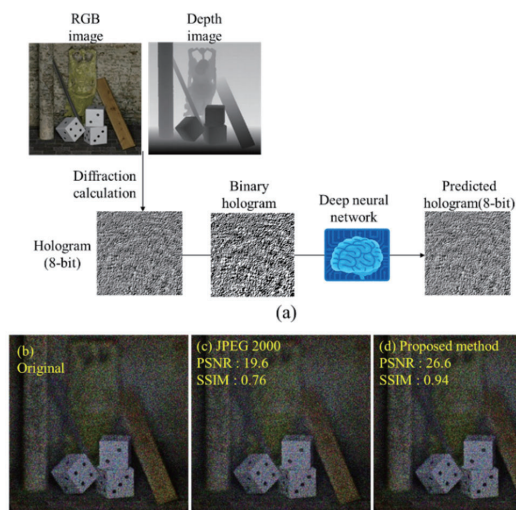 RGB
image
Depth
image
Diffraction
calculation
Hologram
(8-bit)
Binary
hologram
Deep neural
network
Predicted
hologram(8-bit)
(a)
(b)
Original
(c) JPEG 2000
PSNR : 19.6
SSIM : 0.76
(d) Proposed method
PSNR : 26.6
SSIM : 0.94